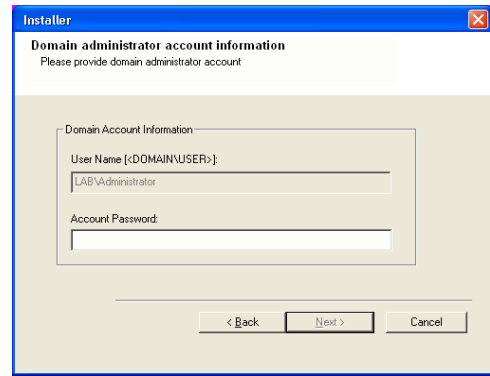 Installer
Domain administrator account information
Please provide domain administrator account
Domain Account Information
User Name [<DOMAIN\USER>]:
LAB\Administrator
Account Password:
< Back
Next >
Cancel